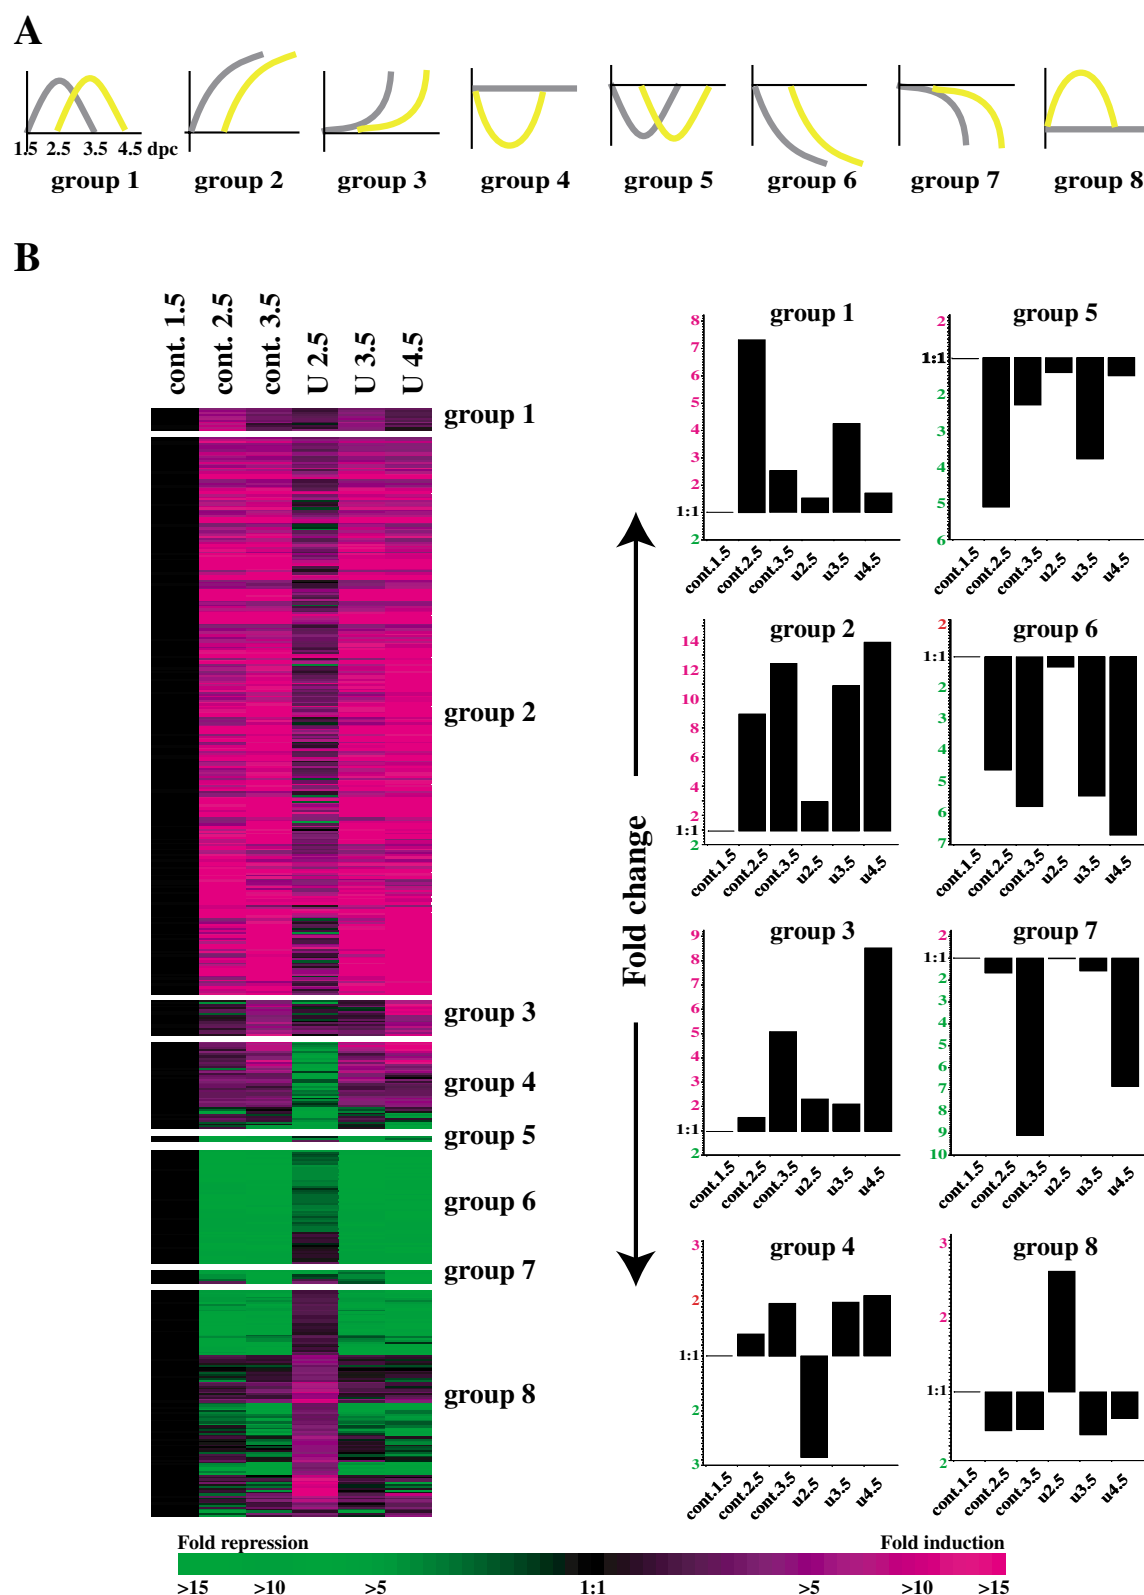 A
1.5 2.5 3.5 4.5 dpc
group 1 group 2 group 3 group 4 group 5 group 6 group 7 group 8
B
cont. 1.5 cont. 2.5 cont. 3.5 U 2.5 U 3.5 U 4.5
group 1
group 2
group 3
group 4
group 5
group 6
group 7
group 8
Fold change
group 1
8
7
6
5
4
3
2
1:1
2
cont.1.5 cont.2.5 cont.3.5 u2.5 u3.5 u4.5
group 5
2
1:1
2
3
4
5
6
cont.1.5 cont.2.5 cont.3.5 u2.5 u3.5 u4.5
group 2
14
12
10
8
6
4
2
1:1
2
cont.1.5 cont.2.5 cont.3.5 u2.5 u3.5 u4.5
group 6
2
1:1
2
3
4
5
6
7
cont.1.5 cont.2.5 cont.3.5 u2.5 u3.5 u4.5
group 3
9
8
7
6
5
4
3
2
1:1
2
cont.1.5 cont.2.5 cont.3.5 u2.5 u3.5 u4.5
group 7
2
1:1
2
3
4
5
6
7
8
9
10
cont.1.5 cont.2.5 cont.3.5 u2.5 u3.5 u4.5
group 4
3
2
1:1
2
3
cont.1.5 cont.2.5 cont.3.5 u2.5 u3.5 u4.5
group 8
3
2
1:1
2
cont.1.5 cont.2.5 cont.3.5 u2.5 u3.5 u4.5
Fold repression Fold induction
>15 >10 >5 1:1 >5 >10 >15